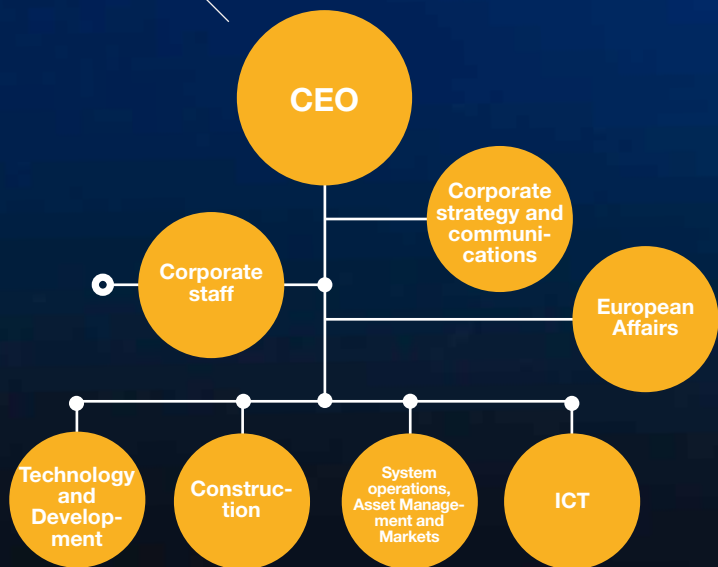 CEO
Corporate
strategy and
communi-
cations
Corporate
staff
European
Affairs
Technology
and
Develop-
ment
Construc-
tion
System
operations,
Asset Manage-
ment and
Markets
ICT